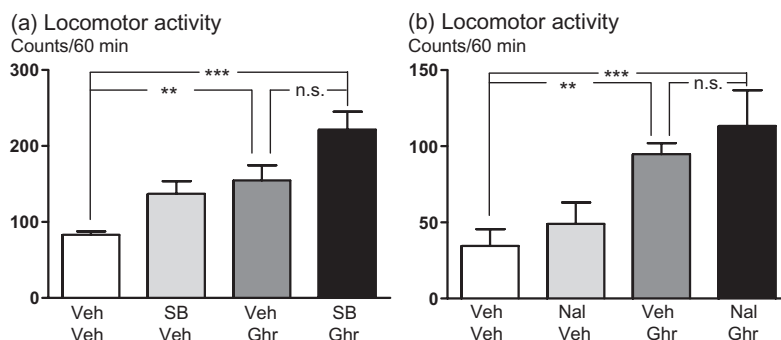 (a) Locomotor activity
Counts/60 min
300
200
100
0
***
**
n.s.
Veh SB Veh SB
Veh Veh Ghr Ghr
(b) Locomotor activity
Counts/60 min
150
100
50
0
***
**
n.s.
Veh Nal Veh Nal
Veh Veh Ghr Ghr